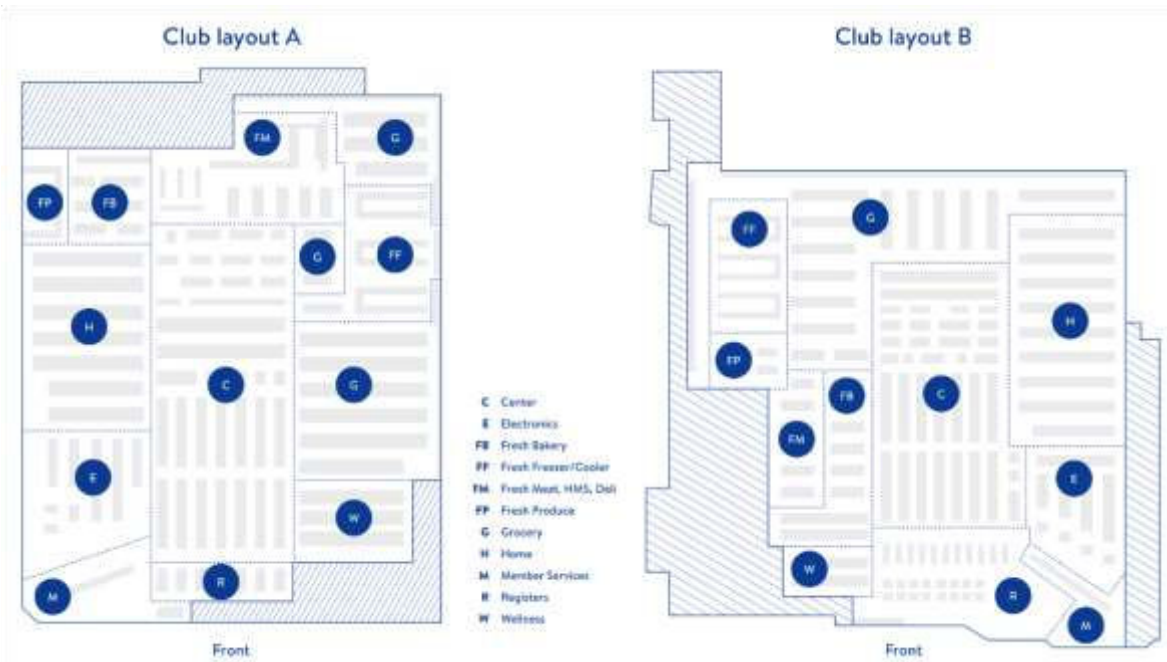 Club layout A
FM
G
FP
FB
G
FF
H
C
G
E
W
R
M
Front
C Center
E Electronics
FB Fresh Bakery
FF Fresh Freezer/Cooler
FM Fresh Meat, HMS, Deli
FP Fresh Produce
G Grocery
H Home
M Member Services
R Registers
W Wellness
Club layout B
G
FF
H
FP
FB
C
FM
E
W
R
M
Front